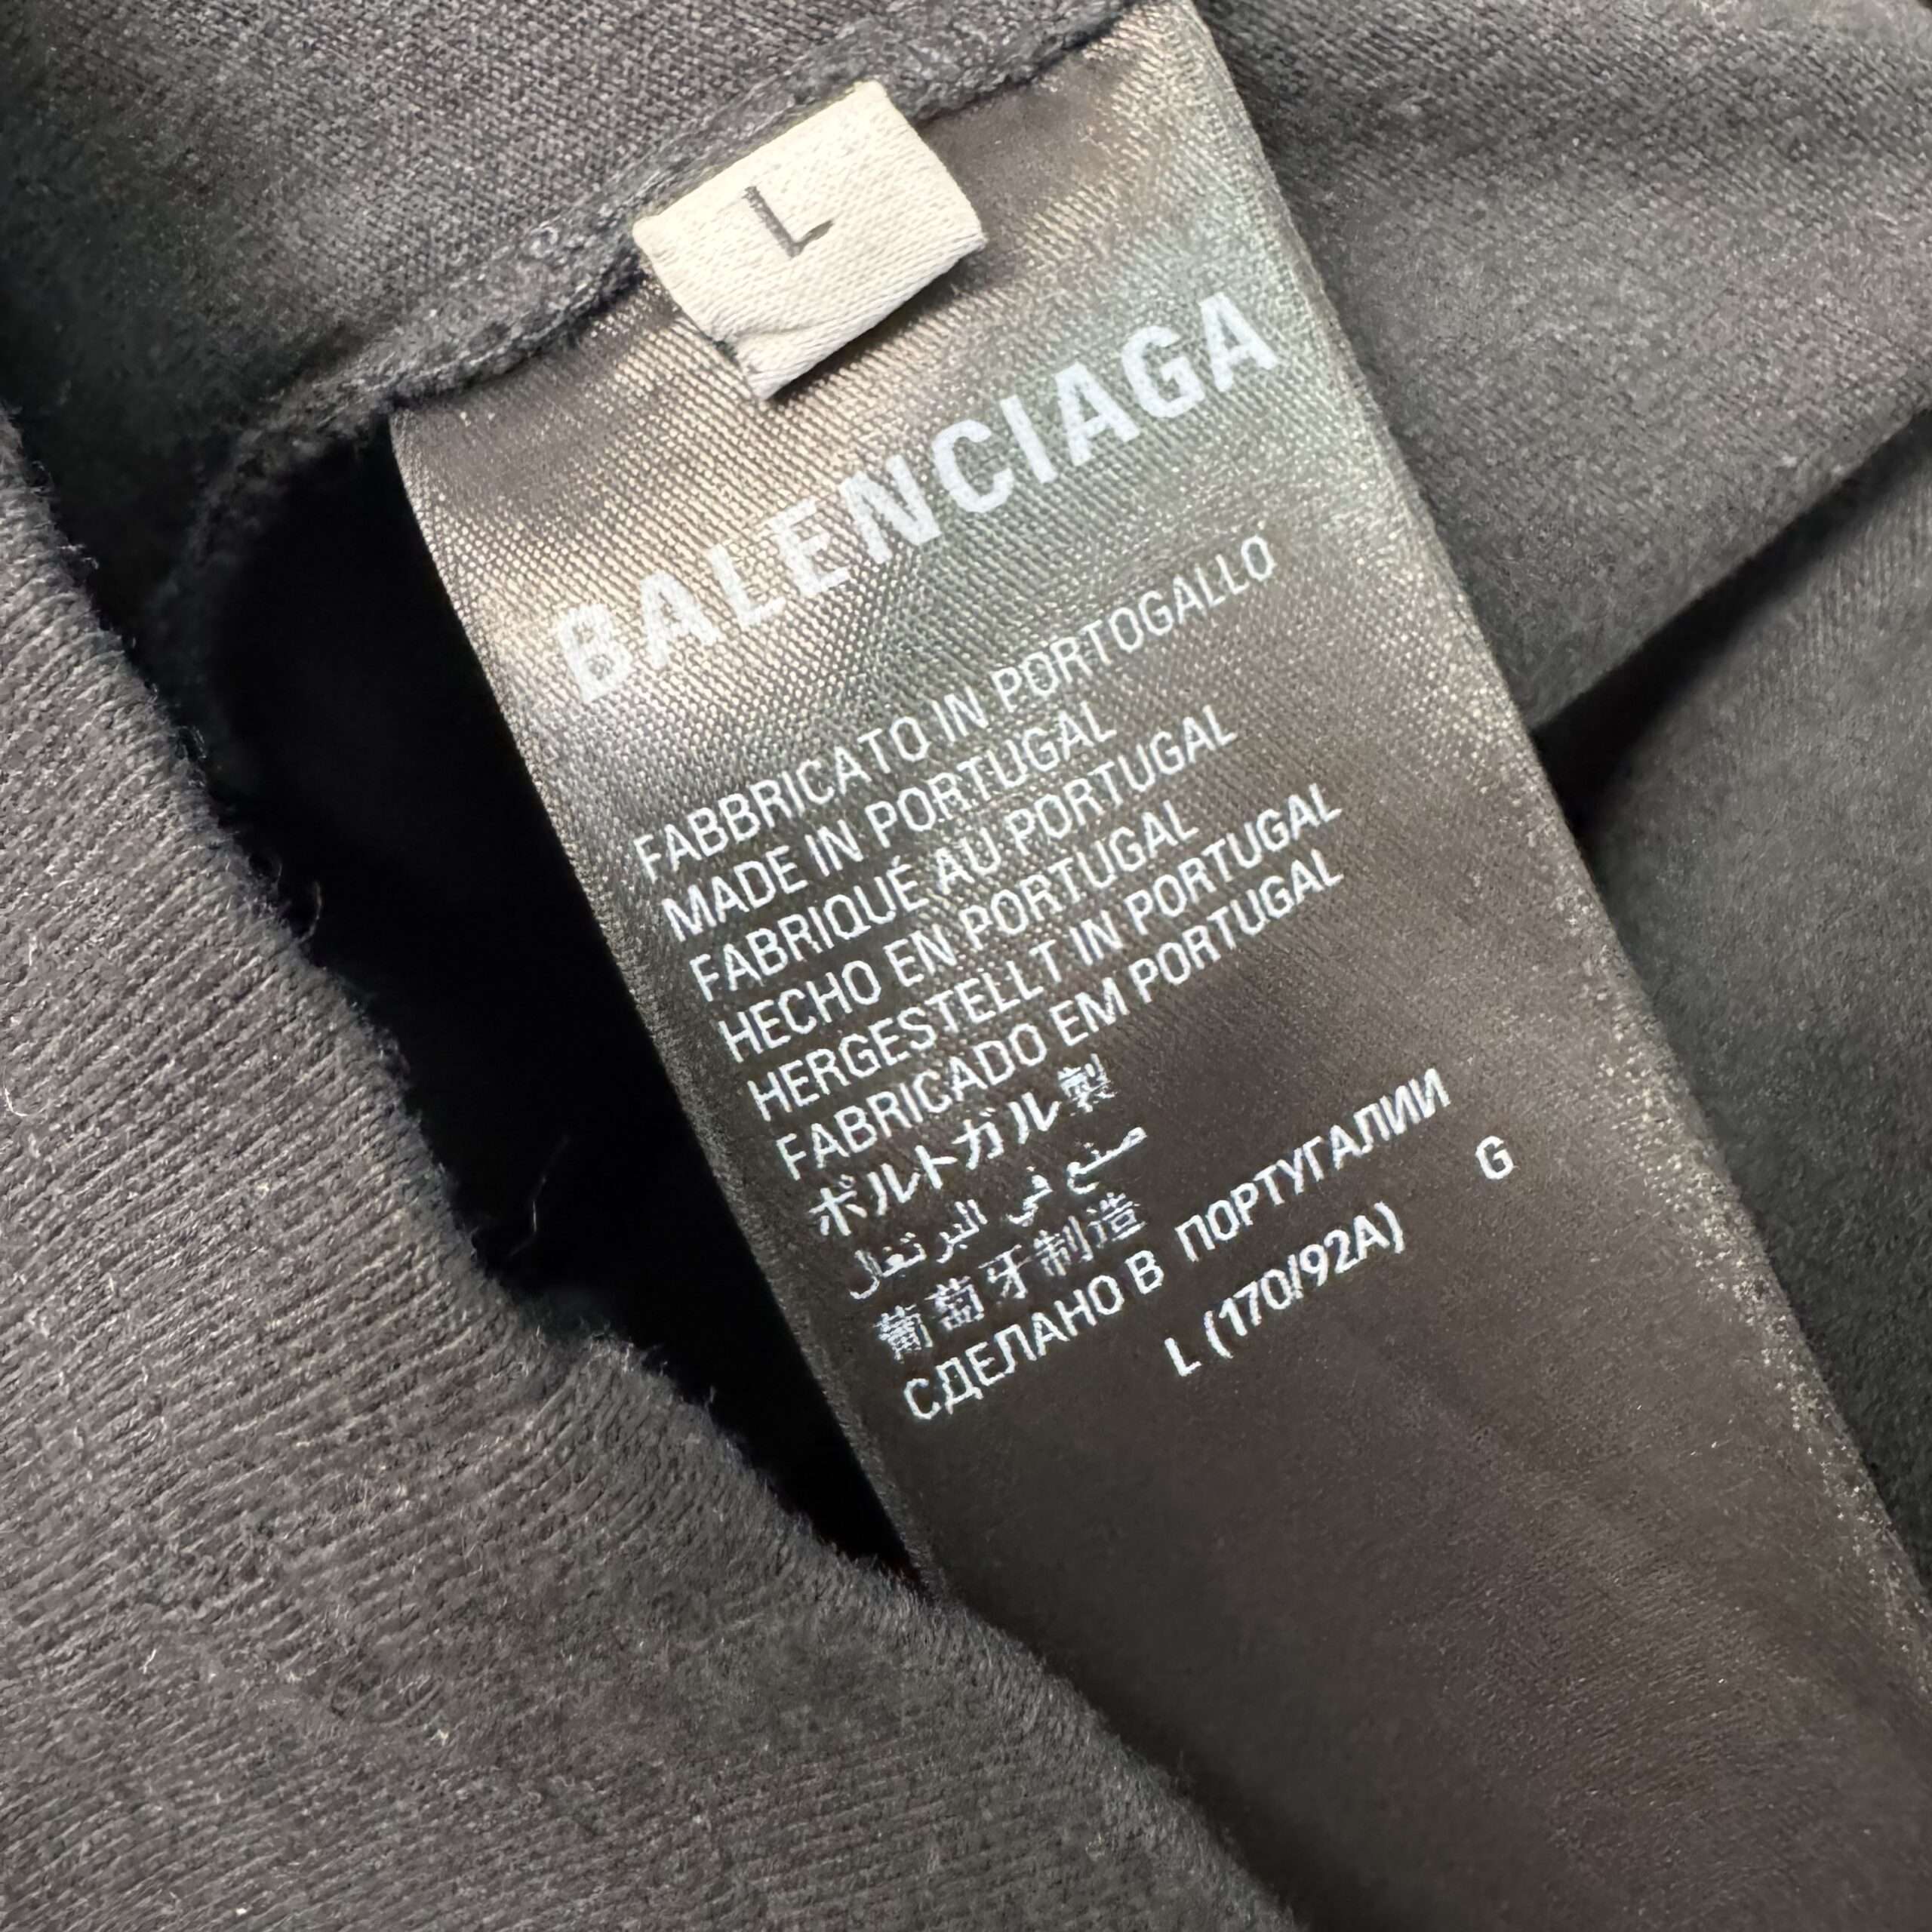 L
BALENCIAGA
FABBRICATO IN PORTOGALLO
MADE IN PORTUGAL
FABRIQUÉ AU PORTUGAL
HECHO EN PORTUGAL
HERGESTELLT IN PORTUGAL
FABRICADO EM PORTUGAL
ポルトガル製
صنع في البرتغال
葡萄牙制造
СДЕЛАНО В ПОРТУГАЛИИ
L (170/92A) G